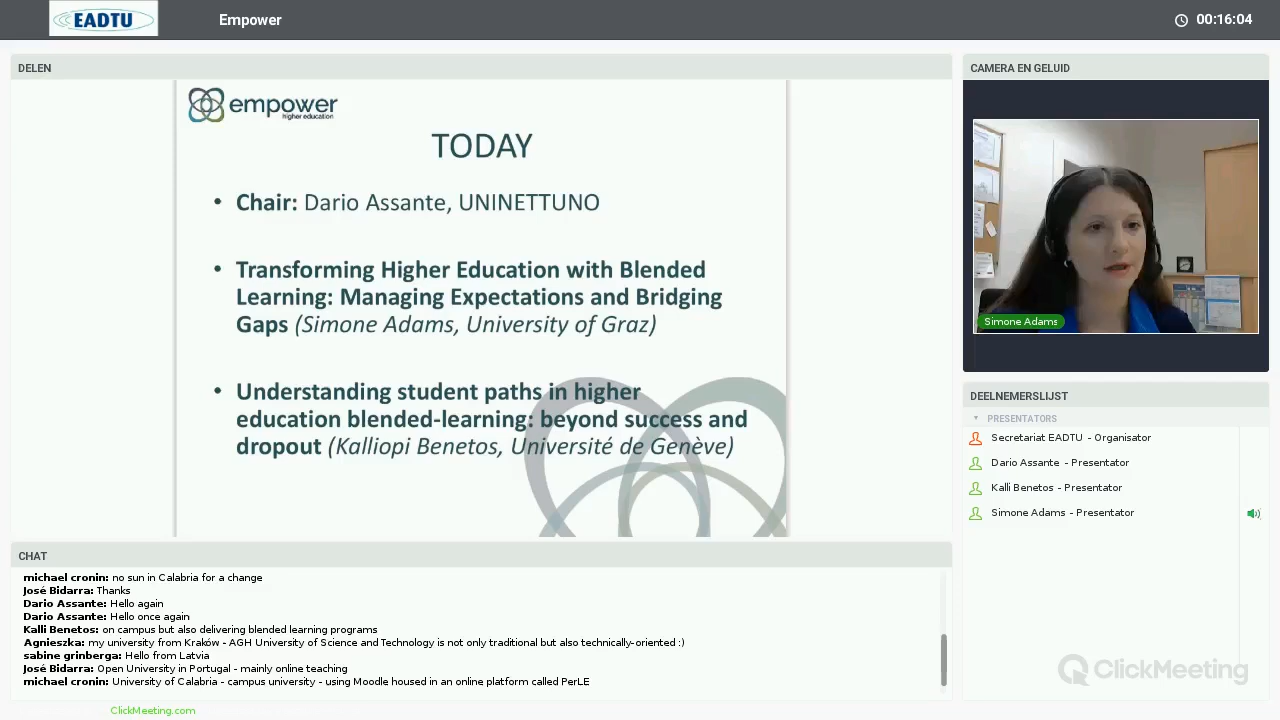 EADTU
Empower
00:16:04
DELEN
empower
higher education
TODAY
• Chair: Dario Assante, UNINETTUNO
• Transforming Higher Education with Blended
Learning: Managing Expectations and Bridging
Gaps (Simone Adams, University of Graz)
• Understanding student paths in higher
education blended-learning: beyond success and
dropout (Kalliopi Benetos, Université de Genève)
CAMERA EN GELUID
Simone Adams
DEELNEMERSLIJST
PRESENTATORS
Secretariat EADTU - Organisator
Dario Assante - Presentator
Kalli Benetos - Presentator
Simone Adams - Presentator
CHAT
michael cronin: no sun in Calabria for a change
José Bidarra: Thanks
Dario Assante: Hello again
Dario Assante: Hello once again
Kalli Benetos: on campus but also delivering blended learning programs
Agnieszka: my university from Kraków - AGH University of Science and Technology is not only traditional but also technically-oriented :)
sabine grinberga: Hello from Latvia
José Bidarra: Open University in Portugal - mainly online teaching
michael cronin: University of Calabria - campus university - using Moodle housed in an online platform called PerLE
ClickMeeting
ClickMeeting.com